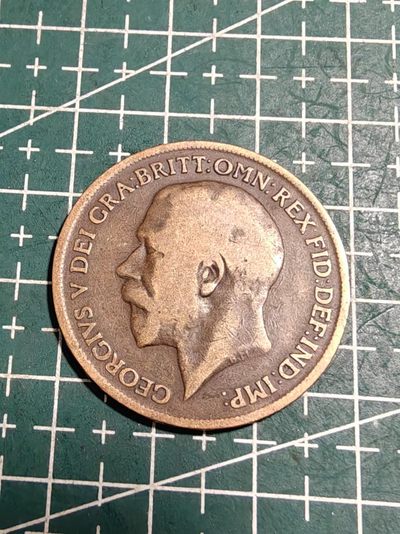 GEORGIVS V DEI GRA:BRITT:OMN:REX FID:DEF:IND:IMP: